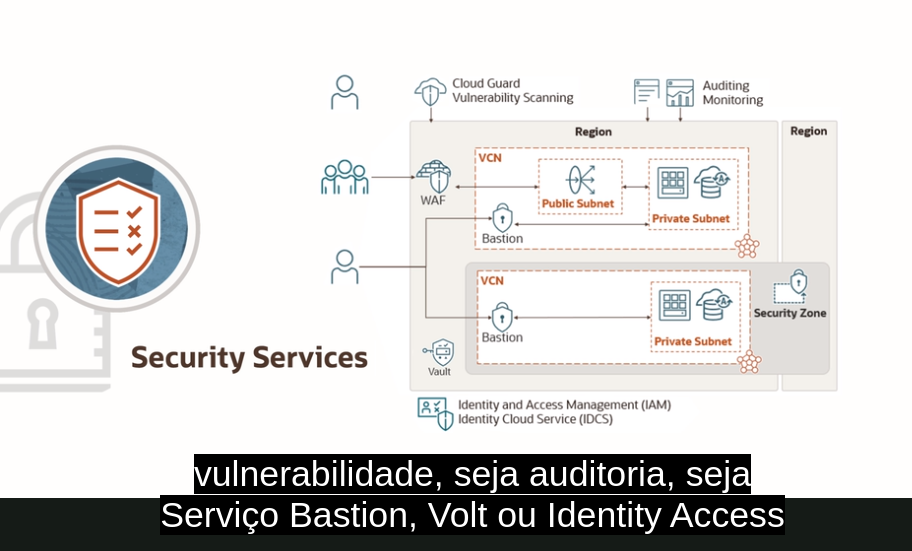 Cloud Guard
Vulnerability Scanning
Auditing
Monitoring
Region
Region
VCN
WAF
Public Subnet
Private Subnet
Bastion
VCN
Security Zone
Bastion
Private Subnet
Security Services
Vault
Identity and Access Management (IAM)
Identity Cloud Service (IDCS)
vulnerabilidade, seja auditoria, seja
Serviço Bastion, Volt ou Identity Access